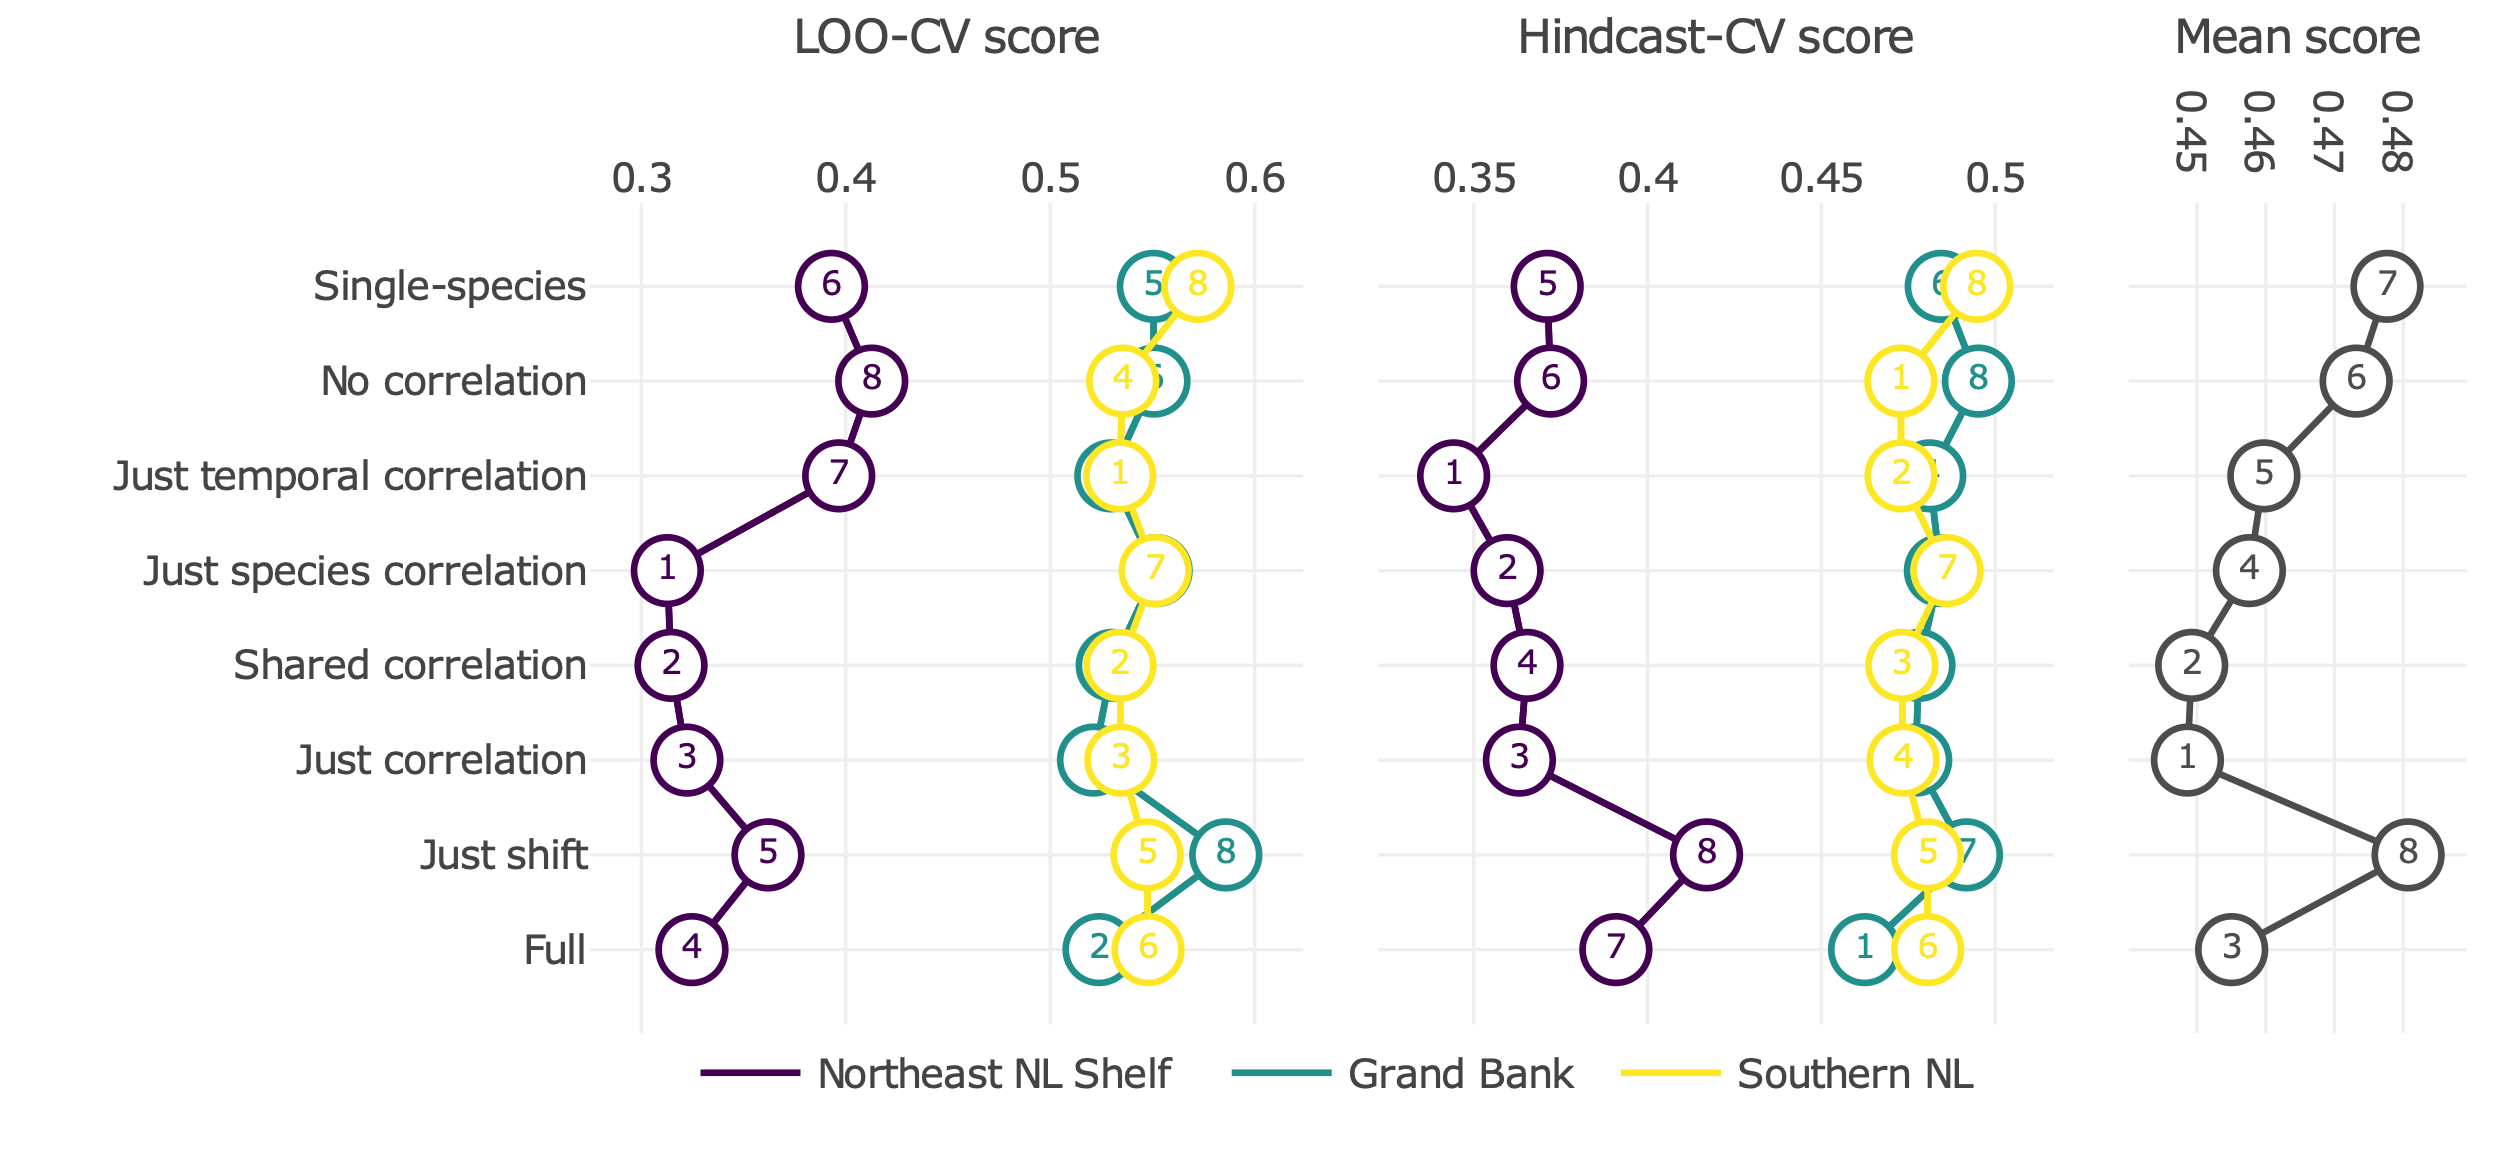 LOO-CV score Hindcast-CV score Mean score
0.3 0.4 0.5 0.6 0.35 0.4 0.45 0.5 0.45 0.46 0.47 0.48
Single-species 6 5 8 5 6 8 7
No correlation 8 4 6 1 8 6
Just temporal correlation 7 1 1 2 5
Just species correlation 1 7 2 7 4
Shared correlation 2 2 4 3 2
Just correlation 3 3 3 4 1
Just shift 5 5 8 8 5 7 8
Full 4 2 6 7 1 6 3
Northeast NL Shelf Grand Bank Southern NL